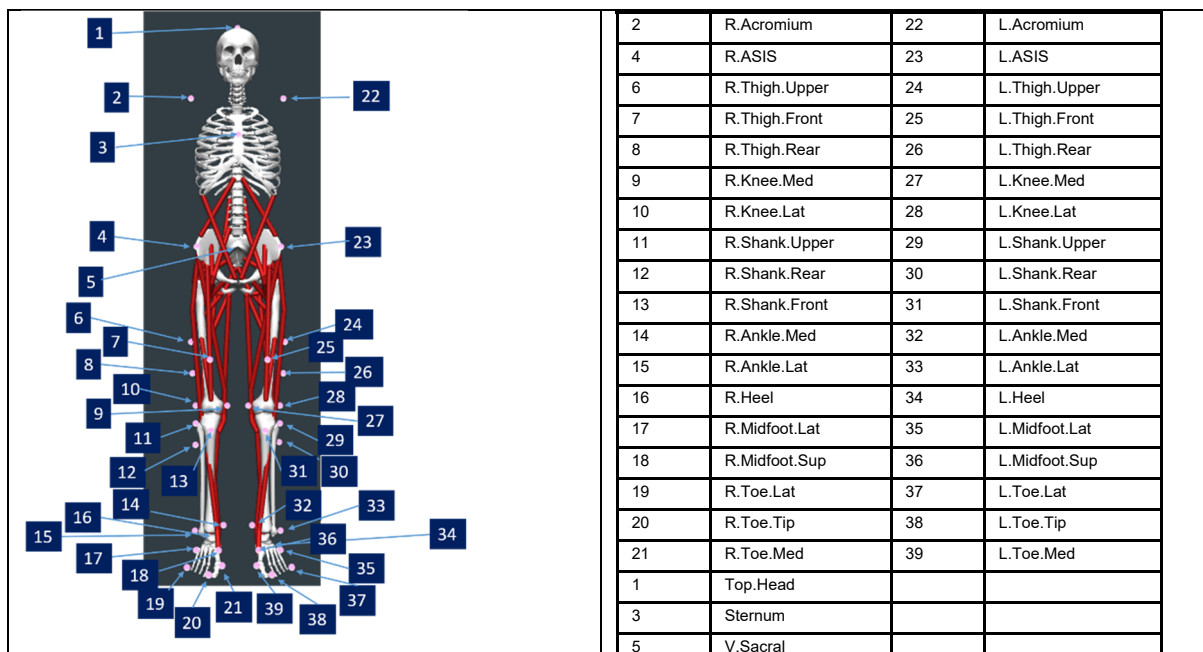 1
2
22
3
4
23
5
6
24
7
25
8
26
10
28
9
27
11
29
12
13
31
30
14
32
33
16
15
36
34
17
35
18
19
21
39
37
20
38
2 R.Acromium 22 L.Acromium
4 R.ASIS 23 L.ASIS
6 R.Thigh.Upper 24 L.Thigh.Upper
7 R.Thigh.Front 25 L.Thigh.Front
8 R.Thigh.Rear 26 L.Thigh.Rear
9 R.Knee.Med 27 L.Knee.Med
10 R.Knee.Lat 28 L.Knee.Lat
11 R.Shank.Upper 29 L.Shank.Upper
12 R.Shank.Rear 30 L.Shank.Rear
13 R.Shank.Front 31 L.Shank.Front
14 R.Ankle.Med 32 L.Ankle.Med
15 R.Ankle.Lat 33 L.Ankle.Lat
16 R.Heel 34 L.Heel
17 R.Midfoot.Lat 35 L.Midfoot.Lat
18 R.Midfoot.Sup 36 L.Midfoot.Sup
19 R.Toe.Lat 37 L.Toe.Lat
20 R.Toe.Tip 38 L.Toe.Tip
21 R.Toe.Med 39 L.Toe.Med
1 Top.Head
3 Sternum
5 V.Sacral